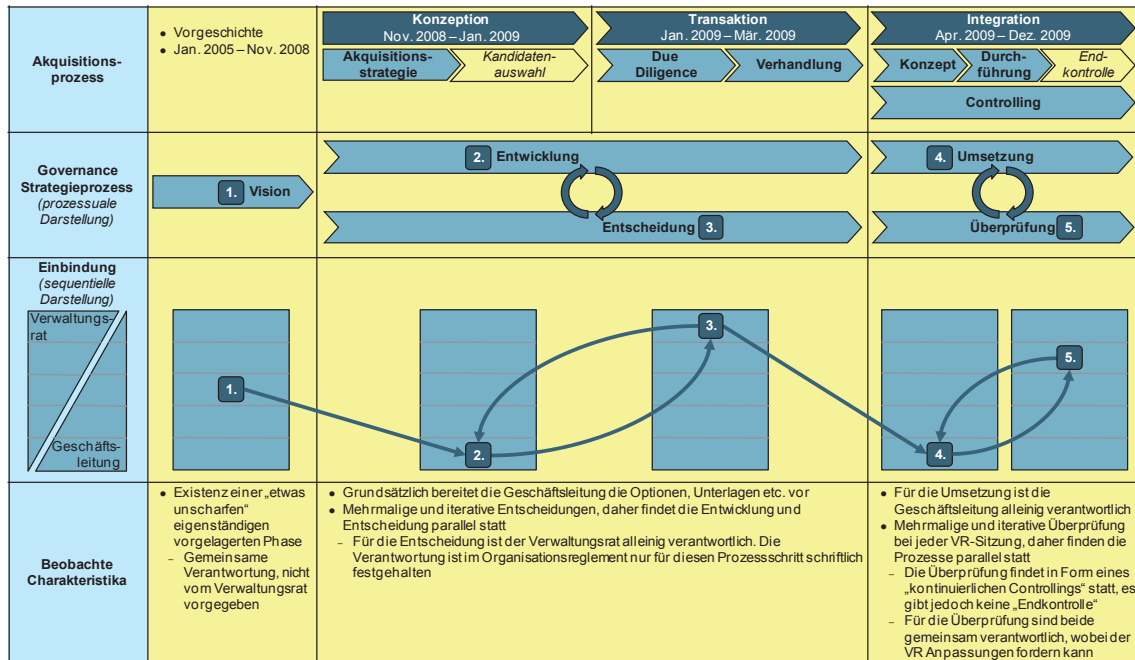 Akquisitions-
prozess
• Vorgeschichte
• Jan. 2005 – Nov. 2008
Konzeption
Nov. 2008 – Jan. 2009
Transaktion
Jan. 2009 – Mär. 2009
Integration
Apr. 2009 – Dez. 2009
Akquisitions-
strategie
Kandidaten-
auswahl
Due
Diligence
Verhandlung
Konzept
Durch-
führung
End-
kontrolle
Controlling
Governance
Strategieprozess
(prozessuale
Darstellung)
1. Vision
2. Entwicklung
Entscheidung 3.
4. Umsetzung
Überprüfung 5.
Einbindung
(sequentielle
Darstellung)
Verwaltungs-
rat
Geschäfts-
leitung
1.
2.
3.
4.
5.
Beobachte
Charakteristika
• Existenz einer „etwas
unscharfen“
eigenständigen
vorgelagerten Phase
– Gemeinsame
Verantwortung, nicht
vom Verwaltungsrat
vorgegeben
• Grundsätzlich bereitet die Geschäftsleitung die Optionen, Unterlagen etc. vor
• Mehrmalige und iterative Entscheidungen, daher findet die Entwicklung und
Entscheidung parallel statt
– Für die Entscheidung ist der Verwaltungsrat alleinig verantwortlich. Die
Verantwortung ist im Organisationsreglement nur für diesen Prozessschritt schriftlich
festgehalten
• Für die Umsetzung ist die
Geschäftsleitung alleinig verantwortlich
• Mehrmalige und iterative Überprüfung
bei jeder VR-Sitzung, daher finden die
Prozesse parallel statt
– Die Überprüfung findet in Form eines
„kontinuierlichen Controllings“ statt, es
gibt jedoch keine „Endkontrolle“
– Für die Überprüfung sind beide
gemeinsam verantwortlich, wobei der
VR Anpassungen fordern kann